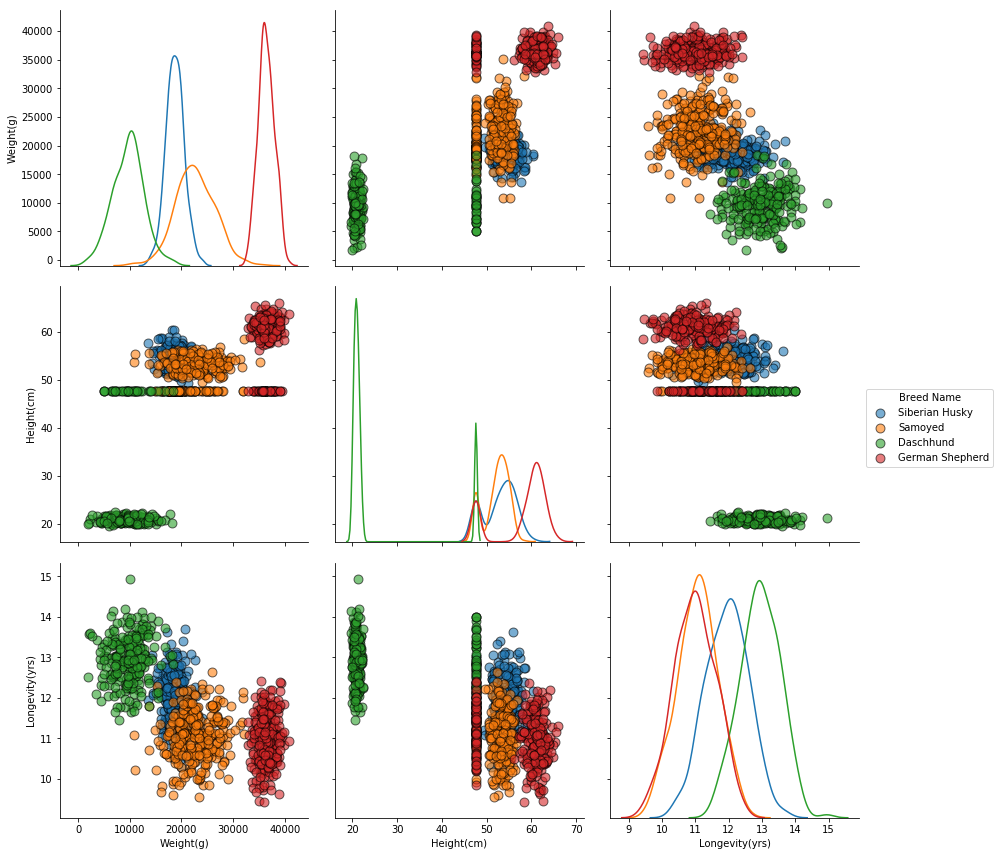 40000
35000
30000
25000
20000
15000
10000
5000
0
Weight(g)
60
50
40
30
20
Height(cm)
Breed Name
Siberian Husky
Samoyed
Daschhund
German Shepherd
15
14
13
12
11
10
Longevity(yrs)
0 10000 20000 30000 40000
Weight(g)
20 30 40 50 60 70
Height(cm)
9 10 11 12 13 14 15
Longevity(yrs)